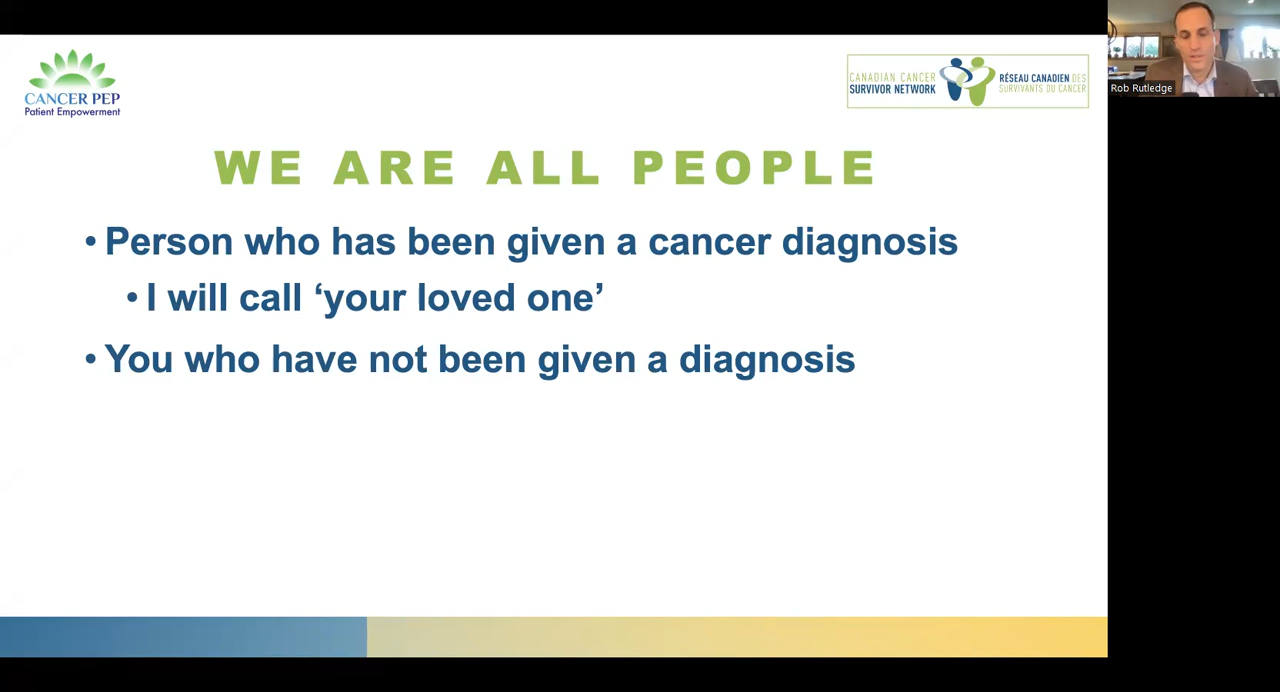 CANCER PEP
Patient Empowerment
CANADIAN CANCER
SURVIVOR NETWORK
RÉSEAU CANADIEN DES
SURVIVANTS DU CANCER
Rob Rutledge
WE ARE ALL PEOPLE
• Person who has been given a cancer diagnosis
• I will call ‘your loved one’
• You who have not been given a diagnosis